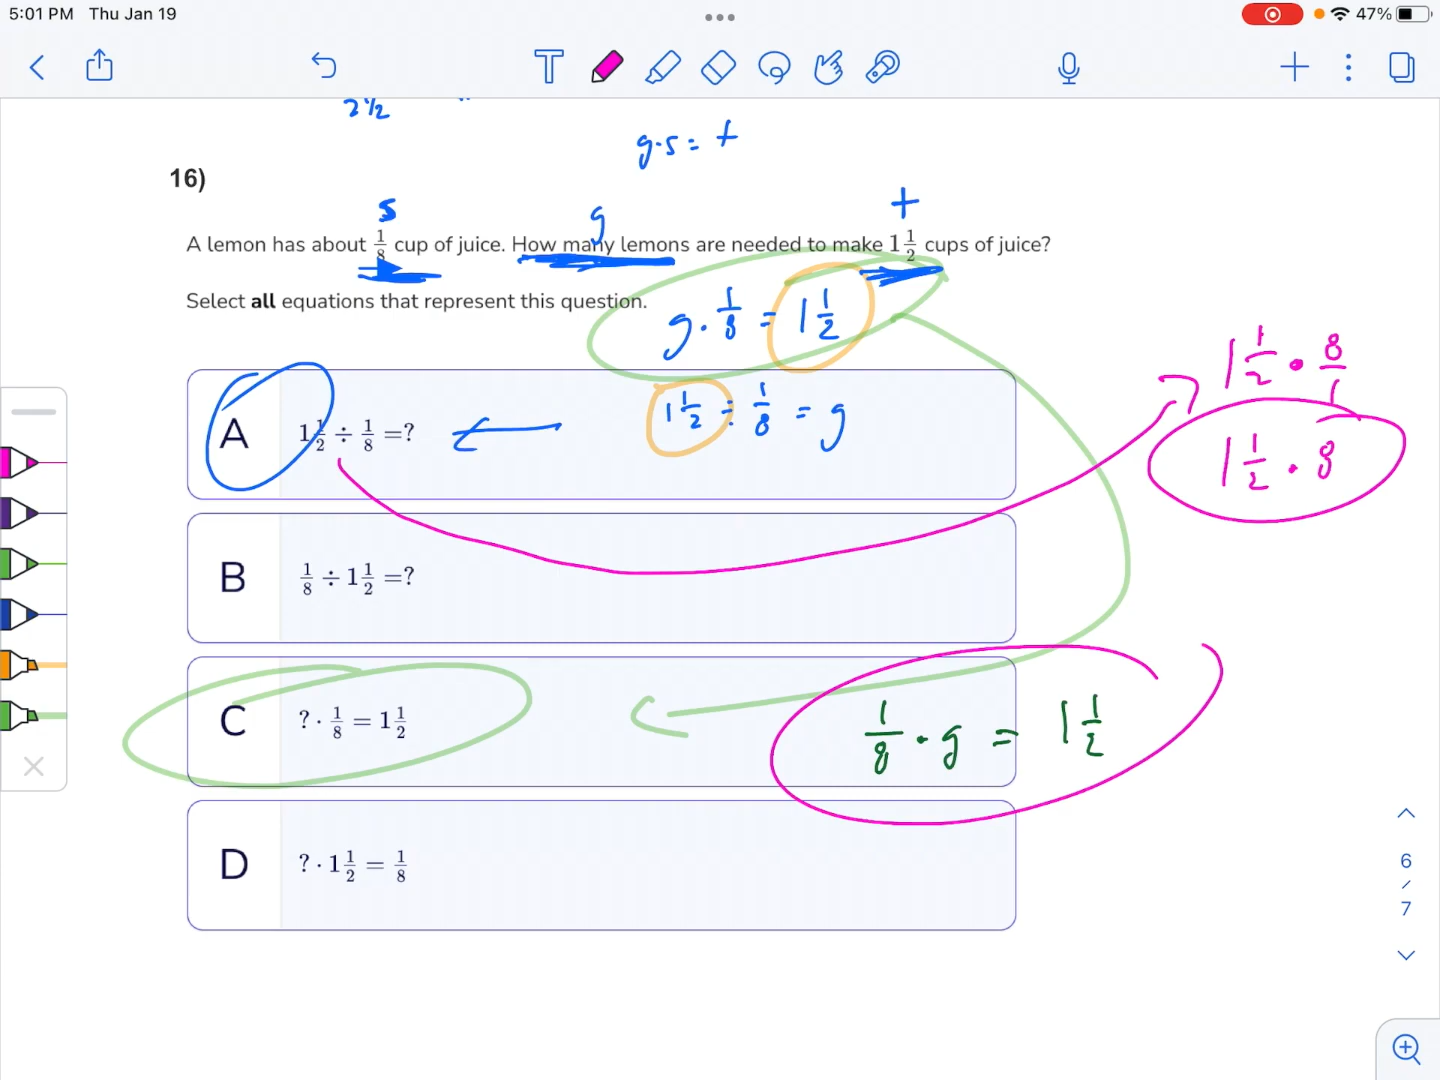 5:01 PM Thu Jan 19
47%
T
2 1/2
g·s = t
16)
s g t
A lemon has about 1/8 cup of juice. How many lemons are needed to make 1 1/2 cups of juice?
Select all equations that represent this question.
g · 1/8 = 1 1/2
1 1/2 · 8/1
A 1 1/2 ÷ 1/8 =?
1 1/2 ÷ 1/8 = g
1 1/2 · 8
B 1/8 ÷ 1 1/2 =?
C ? · 1/8 = 1 1/2
1/8 · g = 1 1/2
D ? · 1 1/2 = 1/8
6
/
7